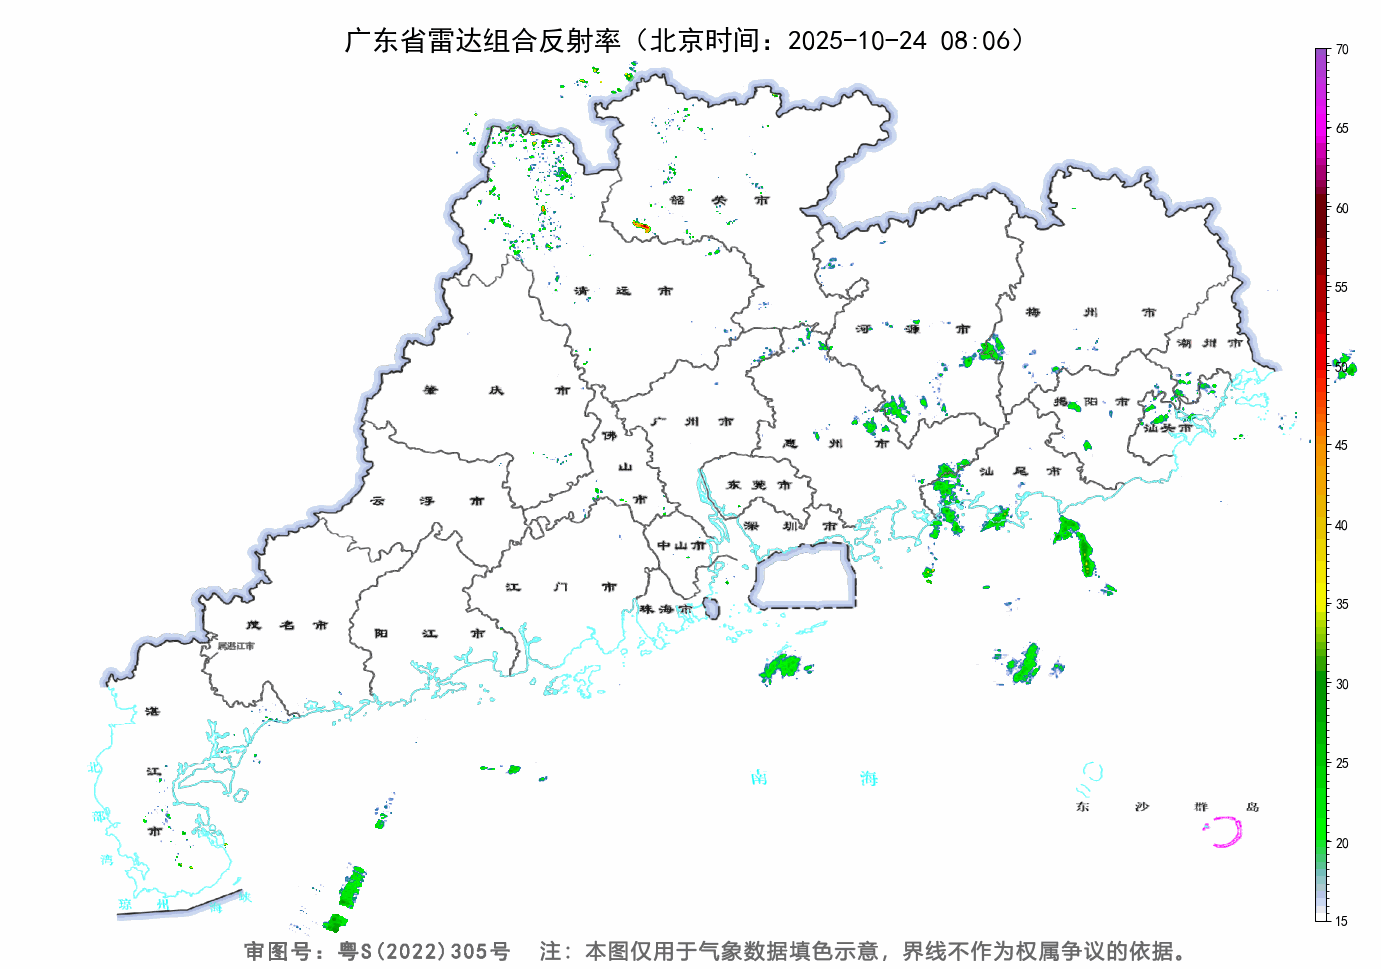 广东省雷达组合反射率（北京时间：2025-10-24 08:06）
70
65
60
55
50
45
40
35
30
25
20
15
韶关市
清远市
河源市
梅州市
潮州市
肇庆市
广州市
佛山市
惠州市
揭阳市
汕头市
汕尾市
云浮市
东莞市
深圳市
中山市
江门市
珠海市
茂名市
阳江市
属湛江市
湛江市
北部湾
琼州海峡
南海
东沙群岛
审图号：粤S(2022)305号 注：本图仅用于气象数据填色示意，界线不作为权属争议的依据。